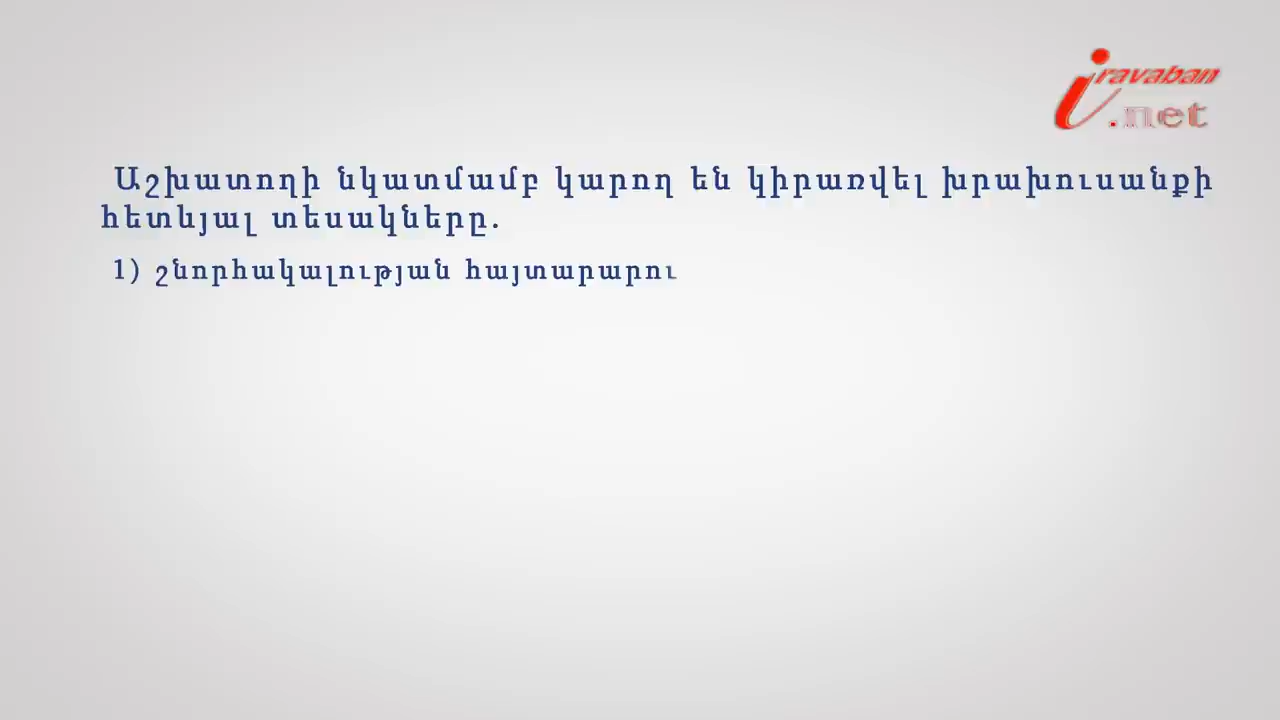 iravaban
.net
Աշխատողի նկատմամբ կարող են կիրառվել խրախուսանքի
հետևյալ տեսակները.
1) շնորհակալության հայտարարու